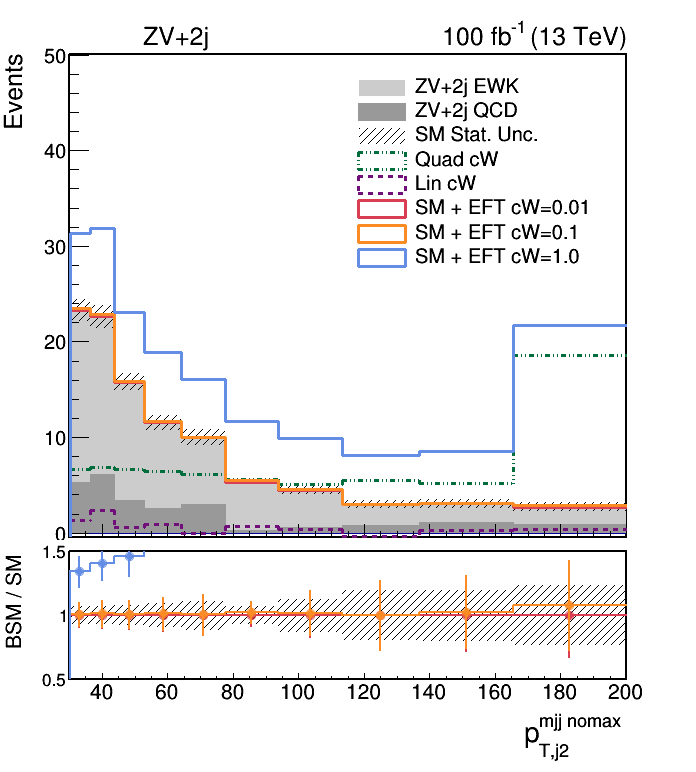 ZV+2j 100 fb-1 (13 TeV)
Events
50
40
30
20
10
0
ZV+2j EWK
ZV+2j QCD
SM Stat. Unc.
Quad cW
Lin cW
SM + EFT cW=0.01
SM + EFT cW=0.1
SM + EFT cW=1.0
BSM / SM
1.5
1
0.5
40 60 80 100 120 140 160 180 200
p mjj nomax T,j2